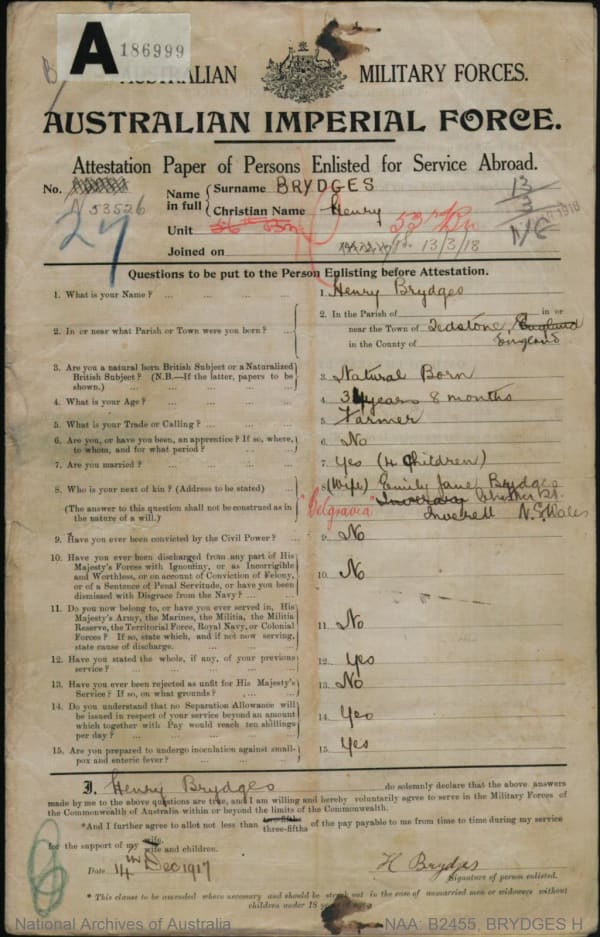 A 186999
AUSTRALIAN MILITARY FORCES.
AUSTRALIAN IMPERIAL FORCE.
Attestation Paper of Persons Enlisted for Service Abroad.
No. N 53526
Name in full { Surname BRYDGES
Christian Name Henry
Unit 53rd Bn
Joined on 13/3/18
13
3
1918
N/C
27
Questions to be put to the Person Enlisting before Attestation.
1. What is your Name ? ... 1. Henry Brydges
2. In or near what Parish or Town were you born ? ... 2. In the Parish of in or
near the Town of Tedstone, England
in the County of England
3. Are you a natural born British Subject or a Naturalized
British Subject ? (N.B.—If the latter, papers to be
shown.) ... 3. Natural Born
4. What is your Age ? ... 4. 34 years 8 months
5. What is your Trade or Calling ? ... 5. Farmer
6. Are you, or have you been, an apprentice ? If so, where,
to whom, and for what period ? ... 6. No
7. Are you married ? ... 7. Yes (4 Children)
8. Who is your next of kin ? (Address to be stated) ... 8. (Wife) Emily Jane Brydges
"Belgravia" St.
(The answer to this question shall not be construed as in
the nature of a will.) Inverell N.S. Wales
9. Have you ever been convicted by the Civil Power ? ... 9. No
10. Have you ever been discharged from any part of His
Majesty's Forces with Ignominy, or as Incorrigible
and Worthless, or on account of Conviction of Felony,
or of a Sentence of Penal Servitude, or have you been
dismissed with Disgrace from the Navy ? ... 10. No
11. Do you now belong to, or have you ever served in, His
Majesty's Army, the Marines, the Militia, the Militia
Reserve, the Territorial Force, Royal Navy, or Colonial
Forces ? If so, state which, and if not now serving,
state cause of discharge. ... 11. No
12. Have you stated the whole, if any, of your previous
service ? ... 12. Yes
13. Have you ever been rejected as unfit for His Majesty's
Service ? If so, on what grounds ? ... 13. No
14. Do you understand that no Separation Allowance will
be issued in respect of your service beyond an amount
which together with Pay would reach ten shillings
per day ? ... 14. Yes
15. Are you prepared to undergo inoculation against small-
pox and enteric fever ? ... 15. Yes
I, Henry Brydges do solemnly declare that the above answers
made by me to the above questions are true, and I am willing and hereby voluntarily agree to serve in the Military Forces of
the Commonwealth of Australia within or beyond the limits of the Commonwealth.
*And I further agree to allot not less than two-fifths three-fifths of the pay payable to me from time to time during my service
for the support of my wife. wife and children.
Date 14th Dec 1917 H Brydges
Signature of person enlisted.
* This clause to be amended where necessary and should be struck out in the case of unmarried men or widowers without
children under 18 years of age.
National Archives of Australia NAA: B2455, BRYDGES H